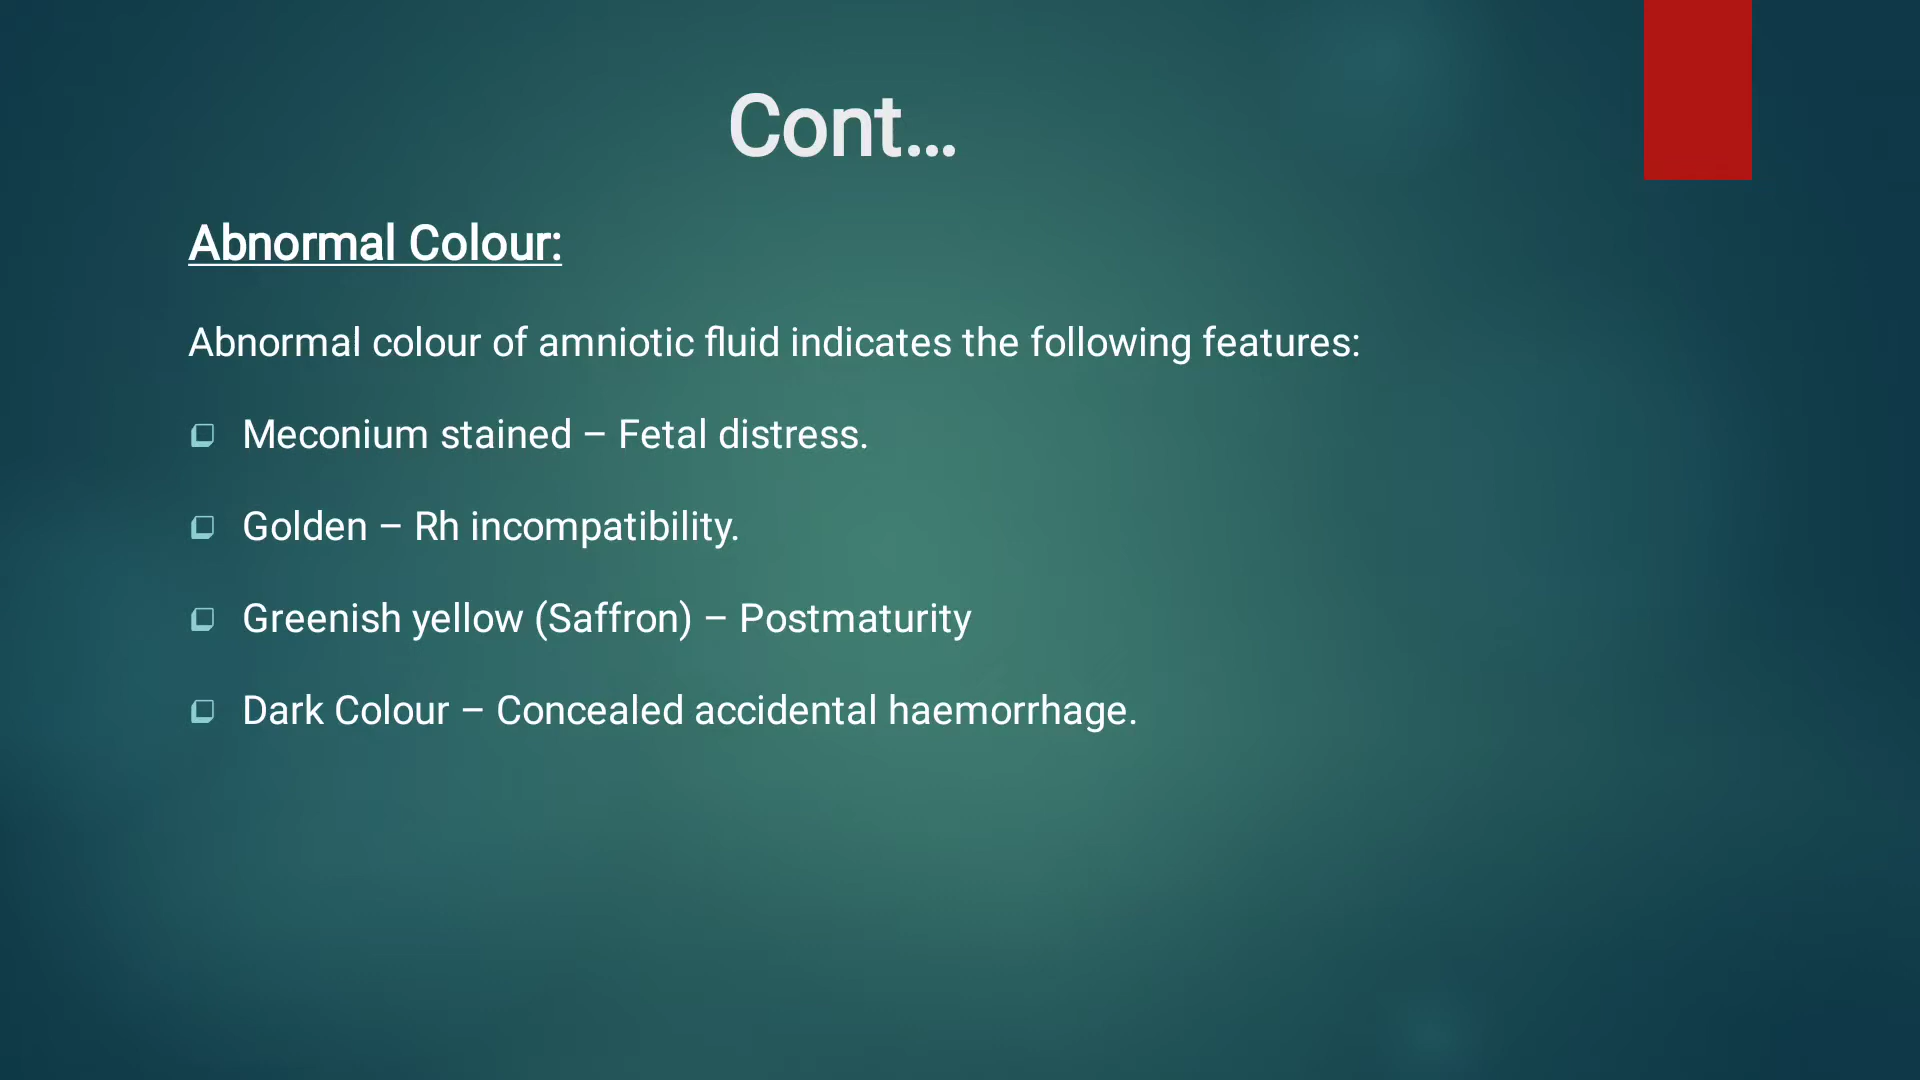 Cont...
Abnormal Colour:
Abnormal colour of amniotic fluid indicates the following features:
Meconium stained – Fetal distress.
Golden – Rh incompatibility.
Greenish yellow (Saffron) – Postmaturity
Dark Colour – Concealed accidental haemorrhage.